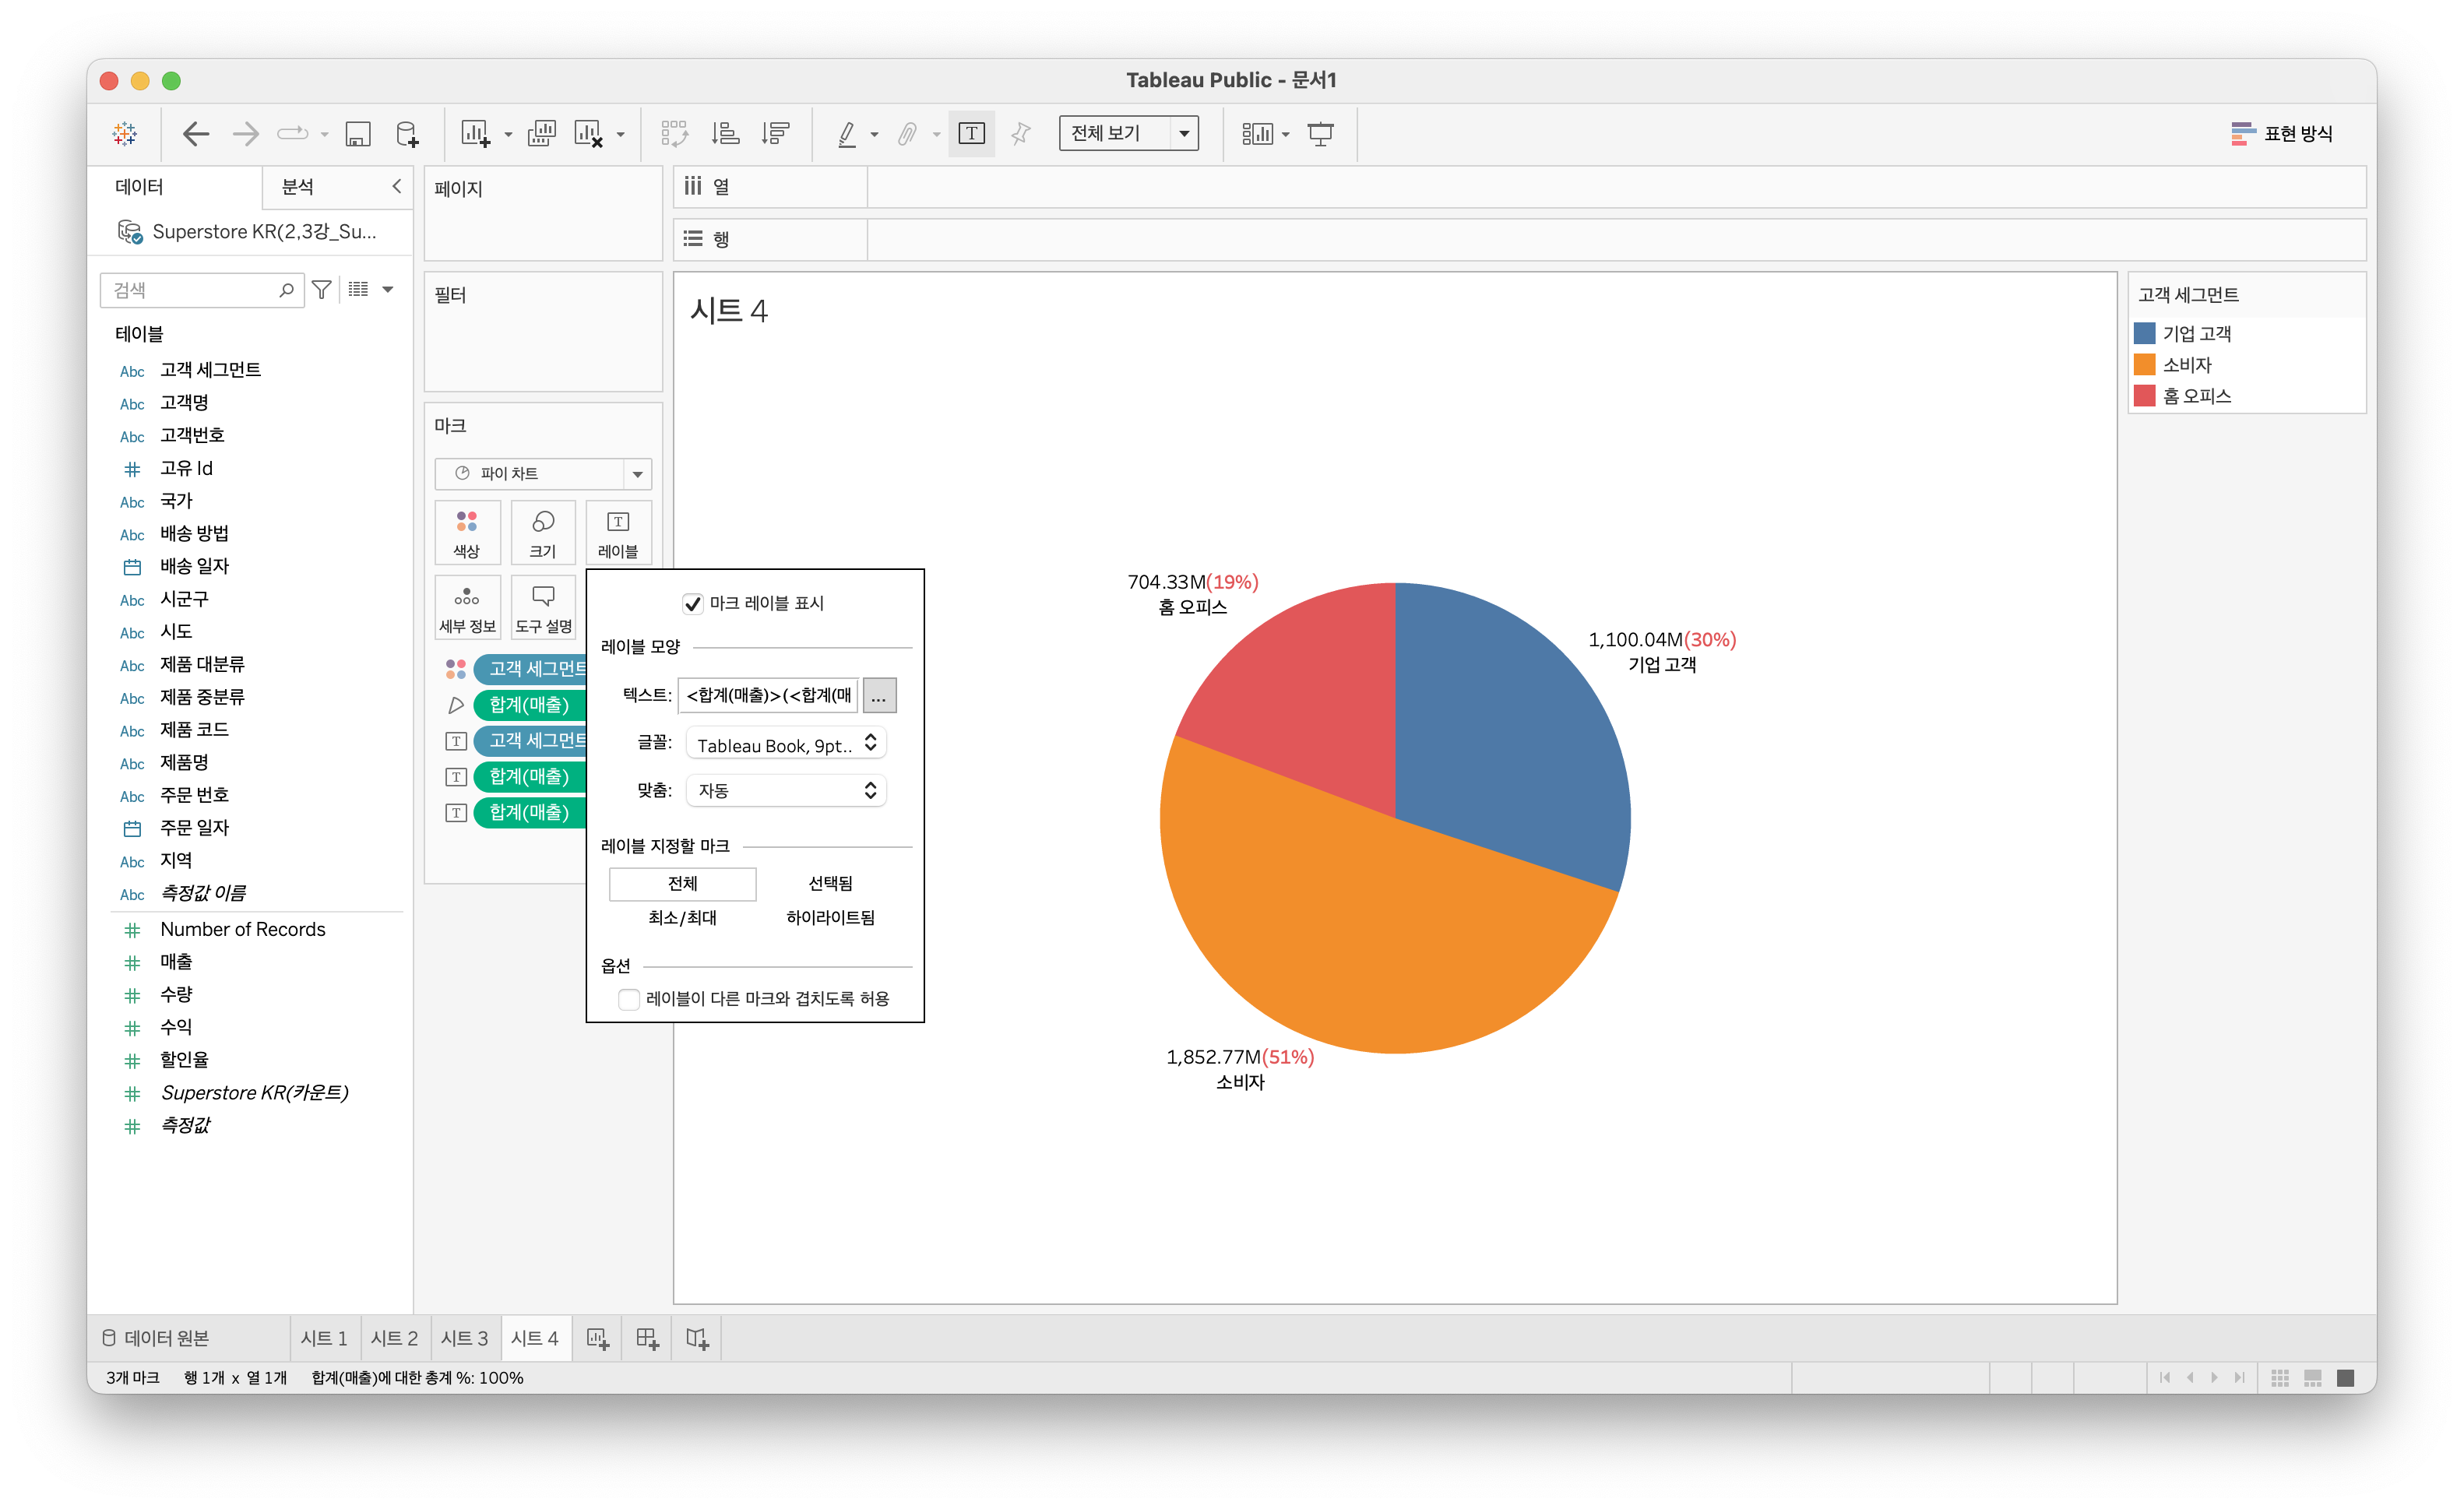 Tableau Public - 문서1
전체 보기
표현 방식
데이터
분석
Superstore KR(2,3강_Su...
검색
테이블
Abc 고객 세그먼트
Abc 고객명
Abc 고객번호
고유 Id
Abc 국가
Abc 배송 방법
배송 일자
Abc 시군구
Abc 시도
Abc 제품 대분류
Abc 제품 중분류
Abc 제품 코드
Abc 제품명
Abc 주문 번호
주문 일자
Abc 지역
Abc 측정값 이름
Number of Records
매출
수량
수익
할인율
Superstore KR(카운트)
측정값
페이지
필터
마크
파이 차트
색상
크기
T
레이블
세부 정보
도구 설명
고객 세그먼트
합계(매출)
T 고객 세그먼트
T 합계(매출)
T 합계(매출)
마크 레이블 표시
레이블 모양
텍스트: <합계(매출)>(<합계(매 ...
글꼴: Tableau Book, 9pt..
맞춤: 자동
레이블 지정할 마크
전체
선택됨
최소/최대
하이라이트됨
옵션
레이블이 다른 마크와 겹치도록 허용
열
행
시트 4
704.33M(19%)
홈 오피스
1,100.04M(30%)
기업 고객
1,852.77M(51%)
소비자
고객 세그먼트
기업 고객
소비자
홈 오피스
데이터 원본
시트 1
시트 2
시트 3
시트 4
3개 마크
행 1개 x 열 1개
합계(매출)에 대한 총계 %: 100%